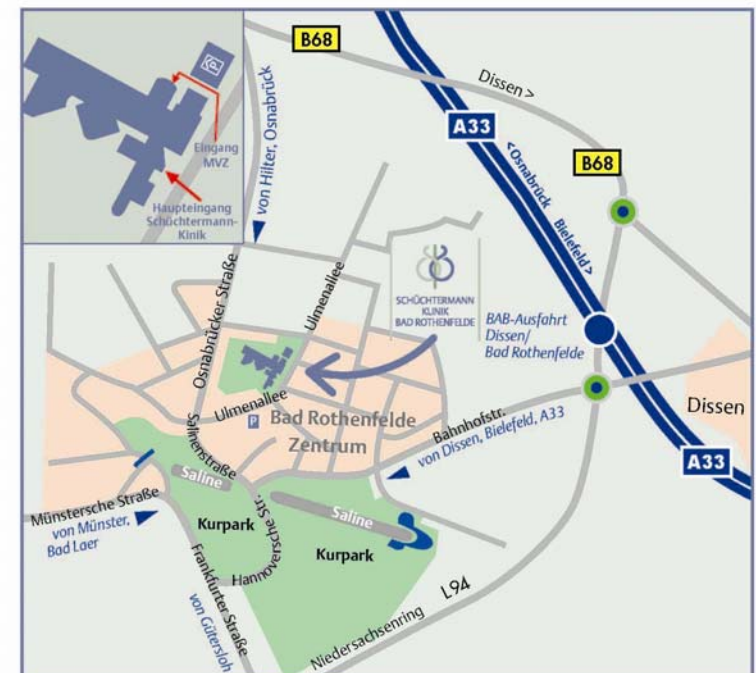 B68
Dissen >
A33
< Osnabrück Bielefeld >
B68
Eingang
MVZ
Haupteingang
Schüchtermann-
Kinik
von Hilter, Osnabrück
Osnabrücker Straße
Ulmenallee
SCHÜCHTERMANN
KLINIK
BAD ROTHENFELDE
BAB-Ausfahrt
Dissen/
Bad Rothenfelde
Dissen
A33
Ulmenallee
P
Bad Rothenfelde
Zentrum
Bahnhofstr.
von Dissen, Bielefeld, A33
Salinenstraße
Saline
Saline
Münstersche Straße
von Münster,
Bad Laer
Kurpark
Kurpark
Hannoversche Str.
Frankfurter Straße
von Gütersloh
Niedersachsenring
L94